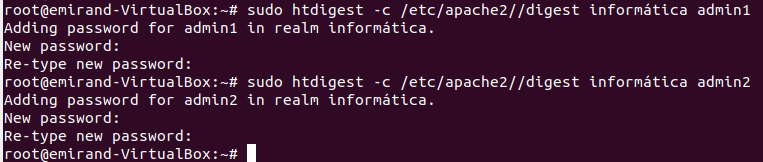 root@emirand-VirtualBox:~# sudo htdigest -c /etc/apache2//digest informática admin1
Adding password for admin1 in realm informática.
New password:
Re-type new password:
root@emirand-VirtualBox:~# sudo htdigest -c /etc/apache2//digest informática admin2
Adding password for admin2 in realm informática.
New password:
Re-type new password:
root@emirand-VirtualBox:~#